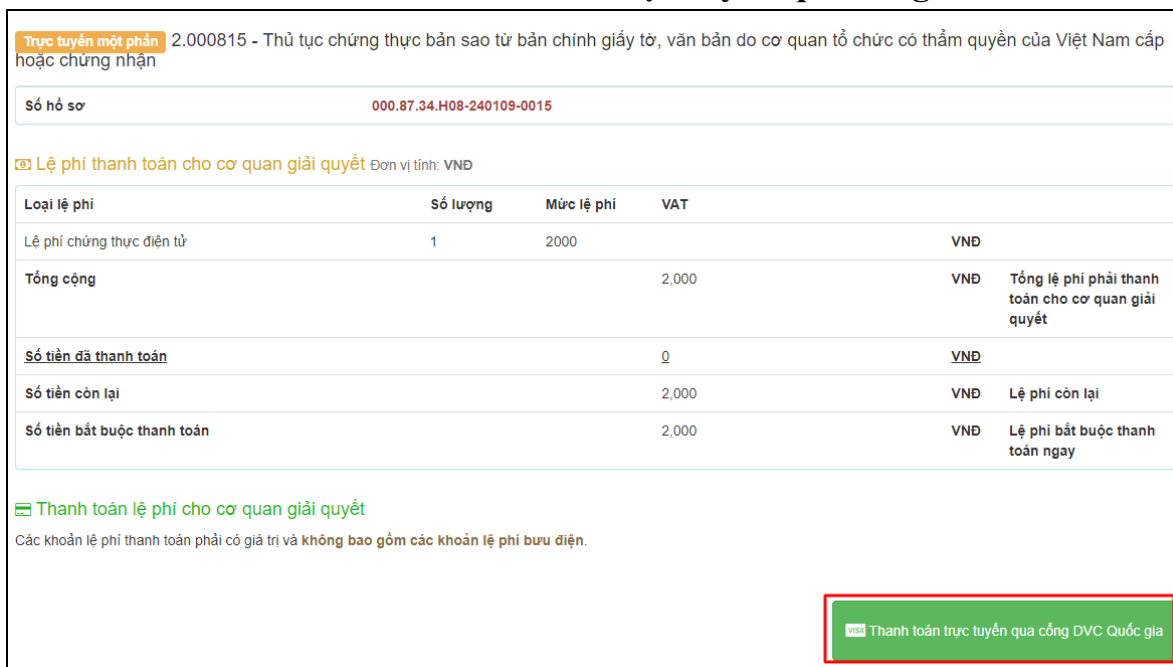 Trực tuyến một phần 2.000815 - Thủ tục chứng thực bản sao từ bản chính giấy tờ, văn bản do cơ quan tổ chức có thẩm quyền của Việt Nam cấp
hoặc chứng nhận
Số hồ sơ 000.87.34.H08-240109-0015
Lệ phí thanh toán cho cơ quan giải quyết Đơn vị tính: VNĐ
Loại lệ phí Số lượng Mức lệ phí VAT
Lệ phí chứng thực điện tử 1 2000 VNĐ
Tổng cộng 2,000 VNĐ Tổng lệ phí phải thanh
toán cho cơ quan giải
quyết
Số tiền đã thanh toán 0 VNĐ
Số tiền còn lại 2,000 VNĐ Lệ phí còn lại
Số tiền bắt buộc thanh toán 2,000 VNĐ Lệ phí bắt buộc thanh
toán ngay
Thanh toán lệ phí cho cơ quan giải quyết
Các khoản lệ phí thanh toán phải có giá trị và không bao gồm các khoản lệ phí bưu điện.
VISA Thanh toán trực tuyến qua cổng DVC Quốc gia